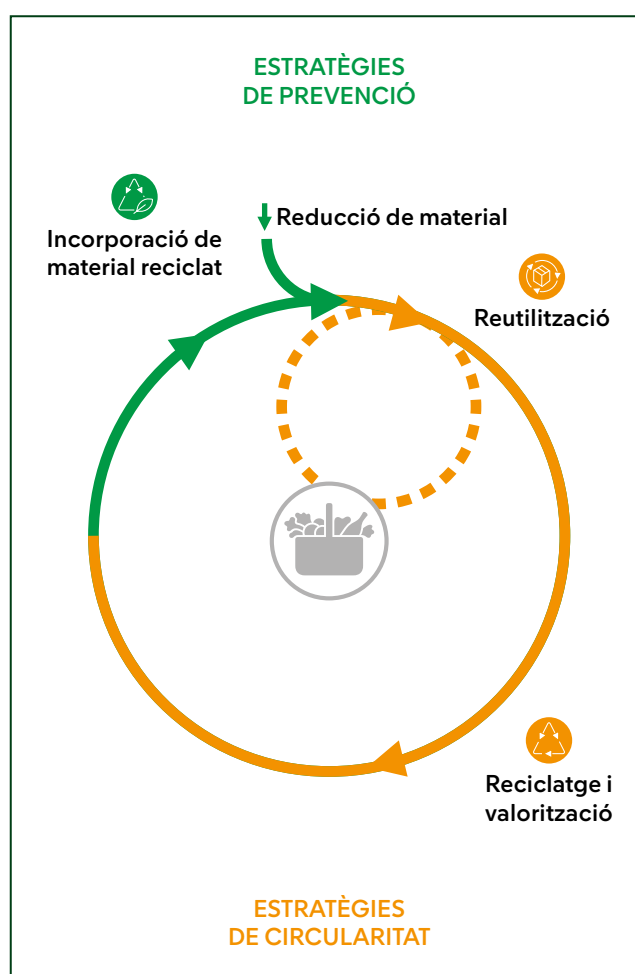 ESTRATÈGIES
DE PREVENCIÓ
Incorporació de
material reciclat
Reducció de material
Reutilització
Reciclatge i
valorització
ESTRATÈGIES
DE CIRCULARITAT